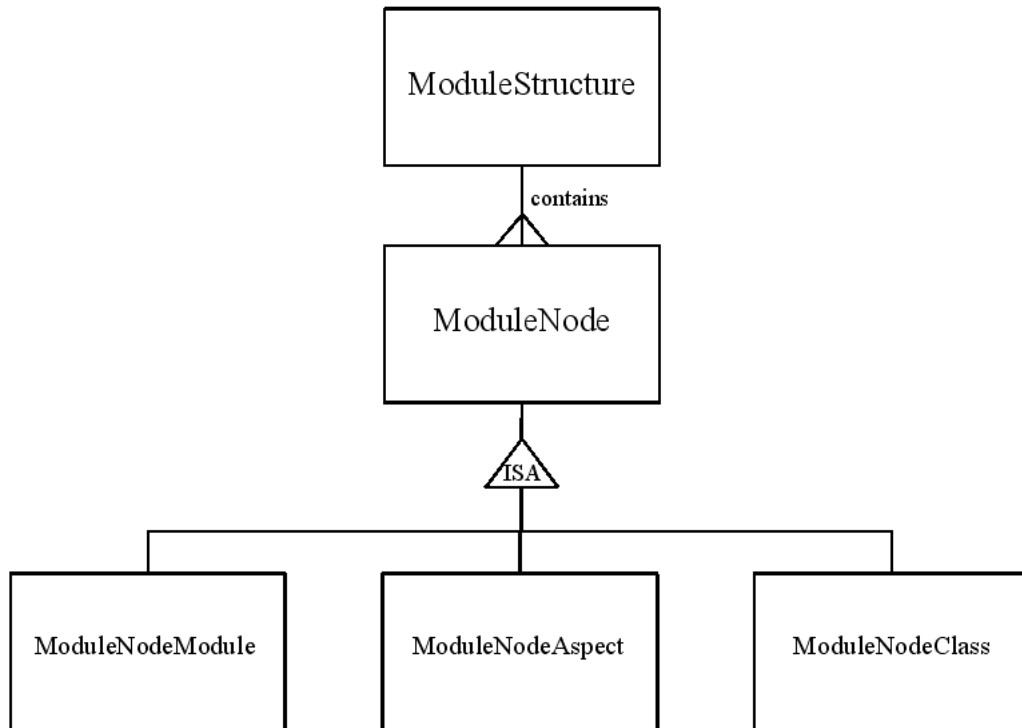 ModuleStructure
contains
ModuleNode
ISA
ModuleNodeModule
ModuleNodeAspect
ModuleNodeClass